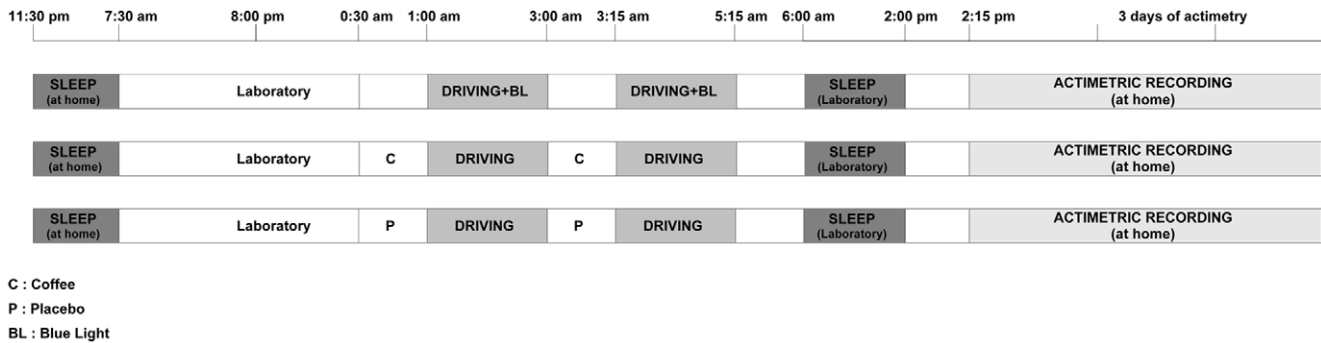 11:30 pm 7:30 am 8:00 pm 0:30 am 1:00 am 3:00 am 3:15 am 5:15 am 6:00 am 2:00 pm 2:15 pm 3 days of actimetry
SLEEP
(at home)
Laboratory
DRIVING+BL
DRIVING+BL
SLEEP
(Laboratory)
ACTIMETRIC RECORDING
(at home)
SLEEP
(at home)
Laboratory
C
DRIVING
C
DRIVING
SLEEP
(Laboratory)
ACTIMETRIC RECORDING
(at home)
SLEEP
(at home)
Laboratory
P
DRIVING
P
DRIVING
SLEEP
(Laboratory)
ACTIMETRIC RECORDING
(at home)
C : Coffee
P : Placebo
BL : Blue Light